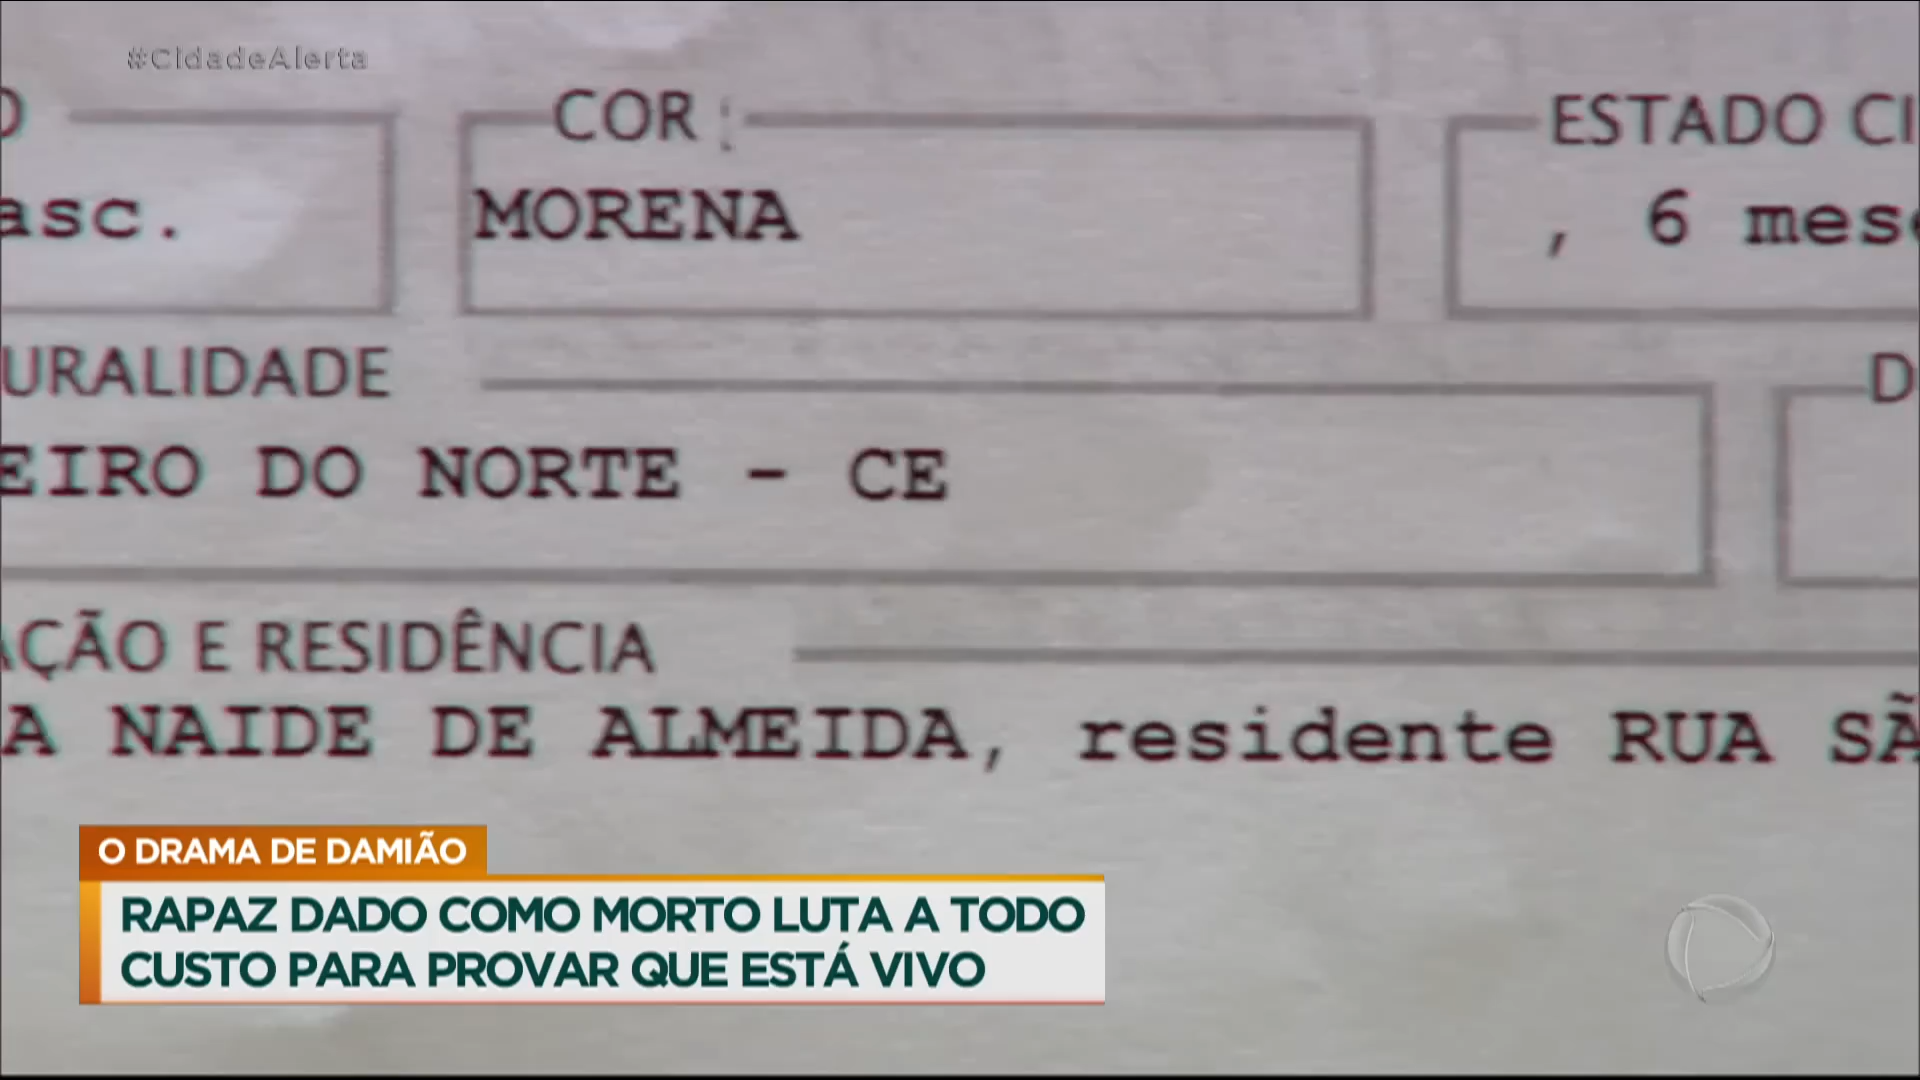 #CidadeAlerta
O COR : ESTADO CI
asc. MORENA , 6 mes
URALIDADE D
EIRO DO NORTE - CE
AÇÃO E RESIDÊNCIA
A NAIDE DE ALMEIDA, residente RUA SÃ
O DRAMA DE DAMIÃO
RAPAZ DADO COMO MORTO LUTA A TODO
CUSTO PARA PROVAR QUE ESTÁ VIVO